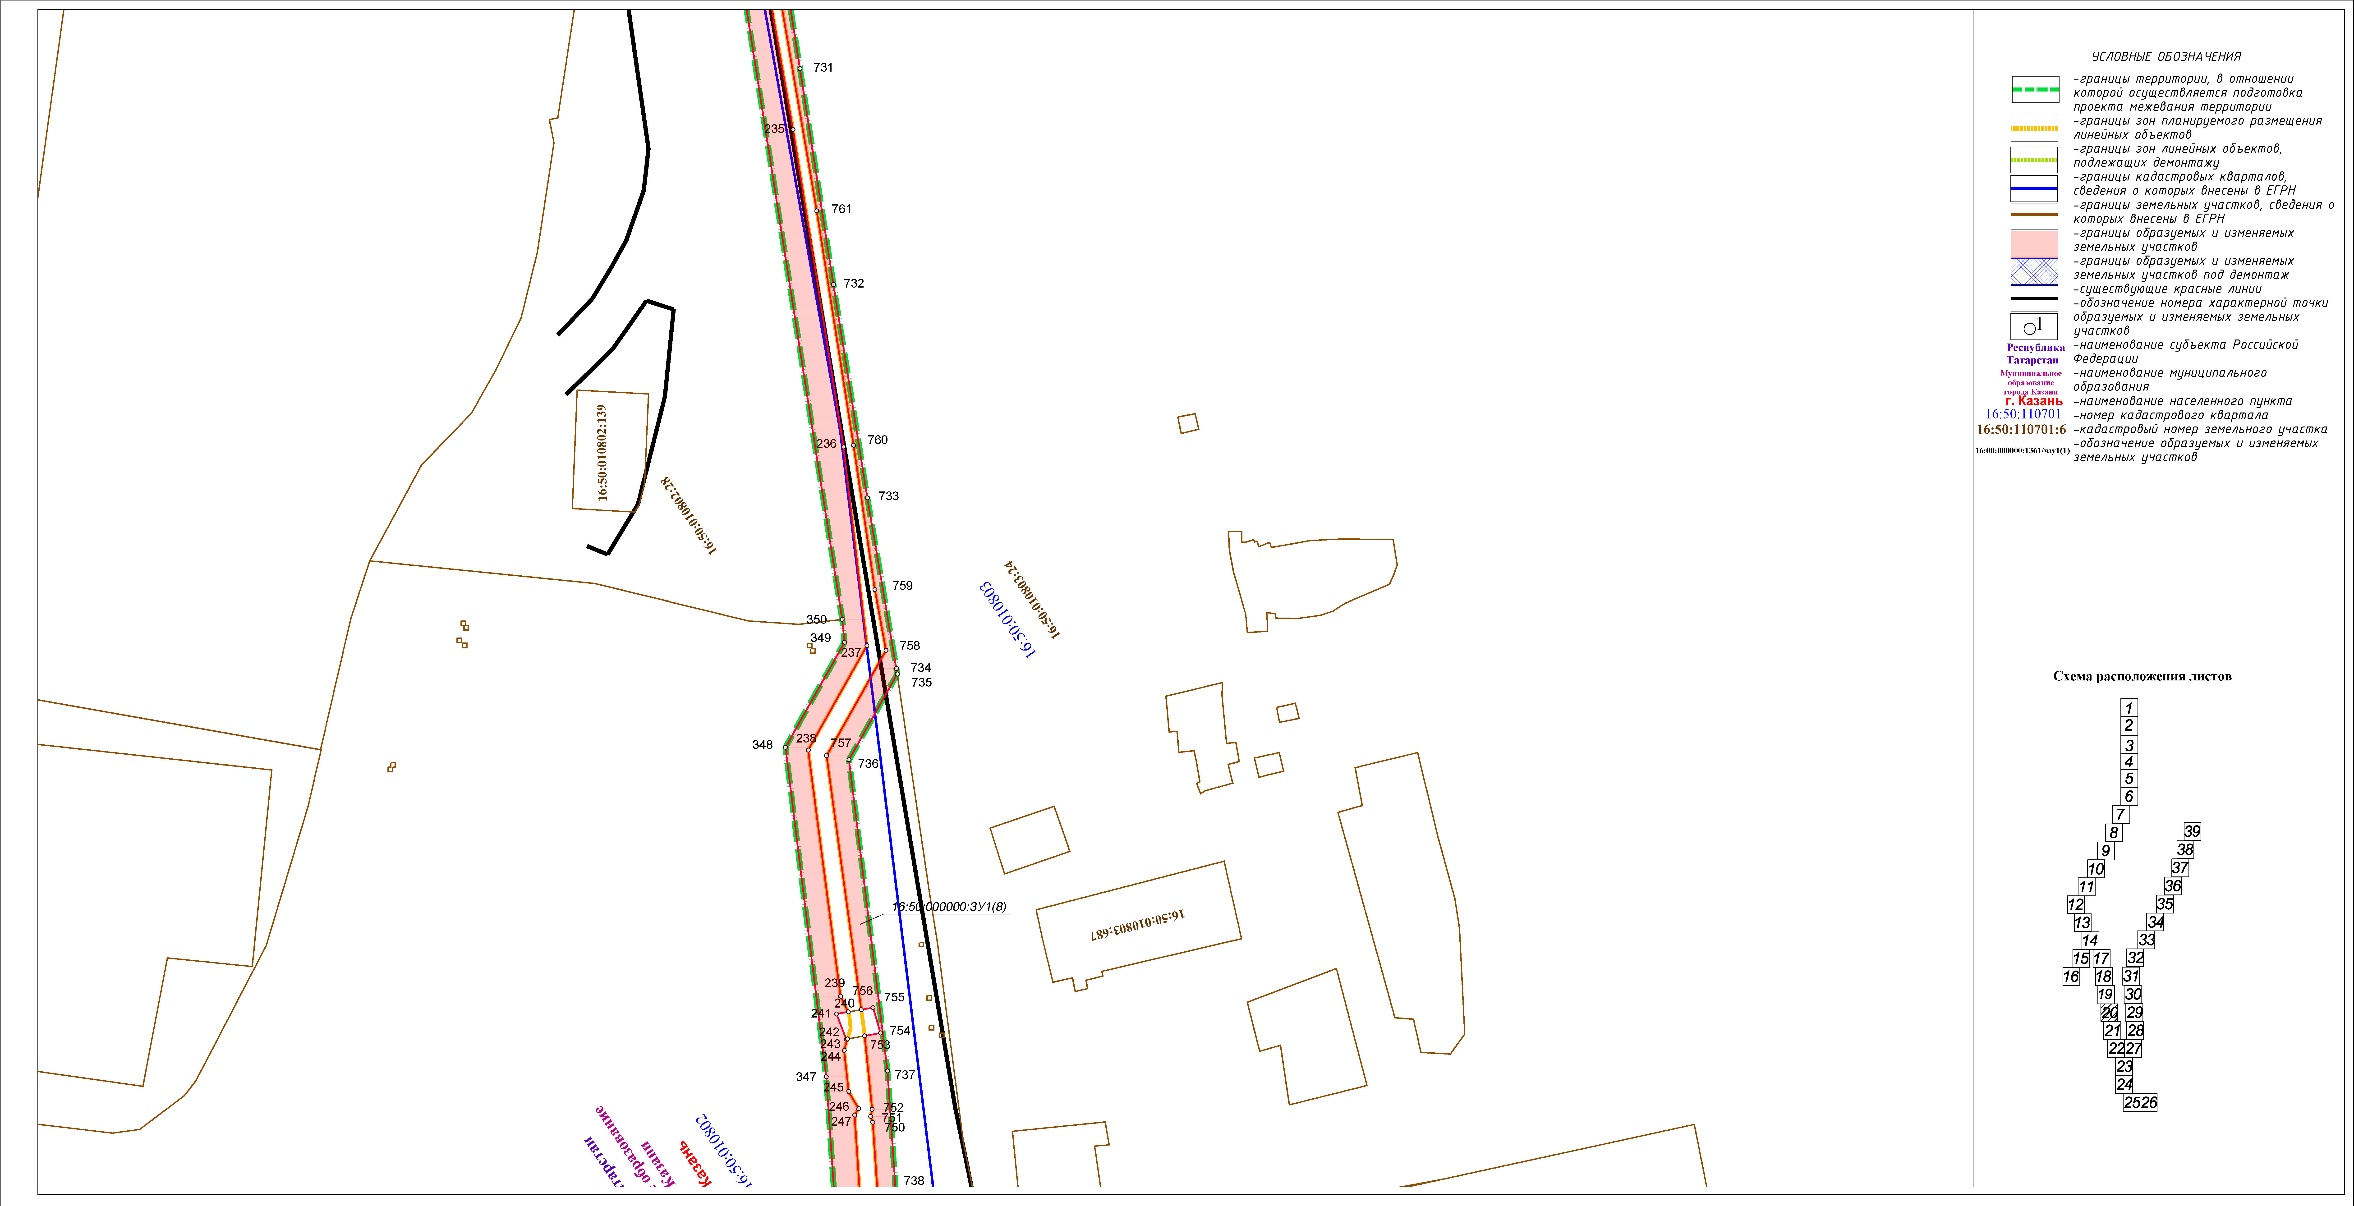 731
235
761
732
236
760
733
759
350
349
237
758
734
735
348
238
757
736
16:50:010802:139
16:50:010802:28
16:50:010803:24
16:50:010803
16:50:010803:687
16:50:000000:ЗУ1(8)
239
756
755
240
241
242
754
243
753
244
347
737
245
246
752
247
751
750
738
образование
Казани
Казань
УСЛОВНЫЕ ОБОЗНАЧЕНИЯ
-границы территории, в отношении
которой осуществляется подготовка
проекта межевания территории
-границы зон планируемого размещения
линейных объектов
-границы зон линейных объектов,
подлежащих демонтажу
-границы кадастровых кварталов,
сведения о которых внесены в ЕГРН
-границы земельных участков, сведения о
которых внесены в ЕГРН
-границы образуемых и изменяемых
земельных участков
-границы образуемых и изменяемых
земельных участков под демонтаж
-существующие красные линии
-обозначение номера характерной точки
образуемых и изменяемых земельных
участков
1
Республика
Татарстан
-наименование субъекта Российской
Федерации
Муниципальное
образование
города Казани
-наименование муниципального
образования
г. Казань
-наименование населенного пункта
16:50:110701
-номер кадастрового квартала
16:50:110701:6
-кадастровый номер земельного участка
-обозначение образуемых и изменяемых
земельных участков
Схема расположения листов
1
2
3
4
5
6
7
8
39
9
38
10
37
11
36
12
35
13
34
14
33
15
17
32
16
18
31
19
30
20
29
21
28
22
27
23
24
25
26